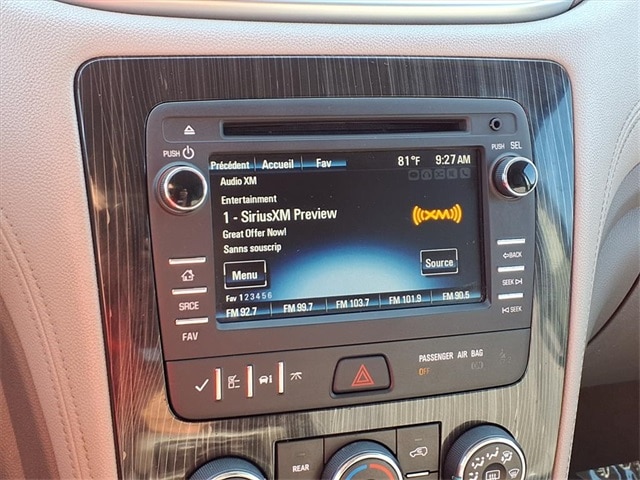 PUSH
PUSH SEL
Précédent Accueil Fav 81°F 9:27 AM
Audio XM
Entertainment
1 - SiriusXM Preview
((XM))
Great Offer Now!
Sanns souscrip
Menu
Source
Fav 1 2 3 4 5 6
FM 92.7 FM 99.7 FM 103.7 FM 101.9 FM 90.5
SRCE
FAV
BACK
SEEK
SEEK
PASSENGER AIR BAG
OFF
REAR